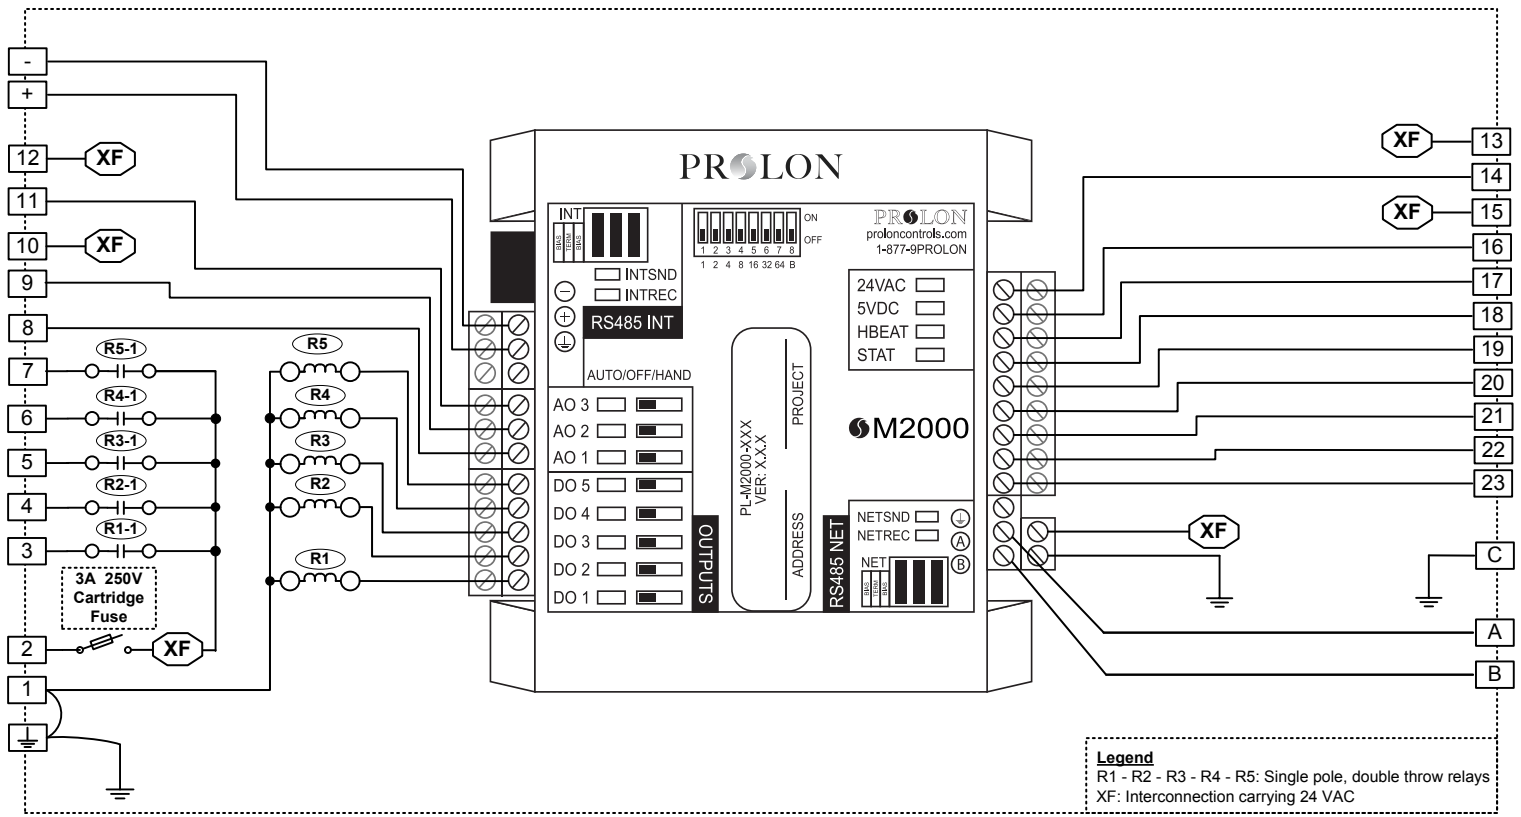 -
+
12
XF
11
10
XF
9
8
7
R5-1
R5
6
R4-1
R4
5
R3-1
R3
4
R2-1
R2
3
R1-1
R1
3A 250V
Cartridge
Fuse
2
XF
1
PROLON
INT
BIAS
TERM
BIAS
INTSND
INTREC
RS485 INT
AUTO/OFF/HAND
AO 3
AO 2
AO 1
DO 5
DO 4
DO 3
DO 2
DO 1
OUTPUTS
ON
OFF
1 2 3 4 5 6 7 8
1 2 4 8 16 32 64 B
PROLON
proloncontrols.com
1-877-9PROLON
24VAC
5VDC
HBEAT
STAT
M2000
PL-M2000-XXX
VER: X.X.X
PROJECT
ADDRESS
RS485 NET
NETSND
NETREC
A
B
NET
BIAS
TERM
BIAS
XF
13
14
XF
15
16
17
18
19
20
21
22
23
XF
C
A
B
Legend
R1 - R2 - R3 - R4 - R5: Single pole, double throw relays
XF: Interconnection carrying 24 VAC